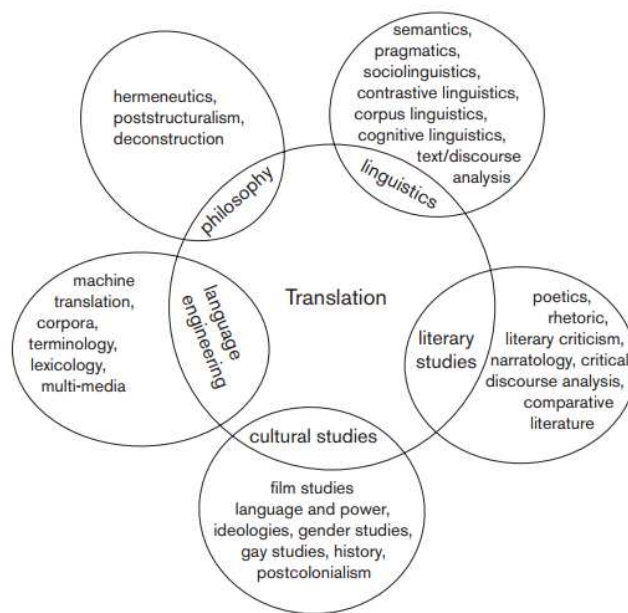 semantics,
pragmatics,
sociolinguistics,
contrastive linguistics,
corpus linguistics,
cognitive linguistics,
text/discourse
analysis
linguistics
hermeneutics,
poststructuralism,
deconstruction
philosophy
Translation
machine
translation,
corpora,
terminology,
lexicology,
multi-media
language
engineering
poetics,
rhetoric,
literary criticism,
narratology, critical
discourse analysis,
comparative
literature
literary
studies
cultural studies
film studies
language and power,
ideologies, gender studies,
gay studies, history,
postcolonialism